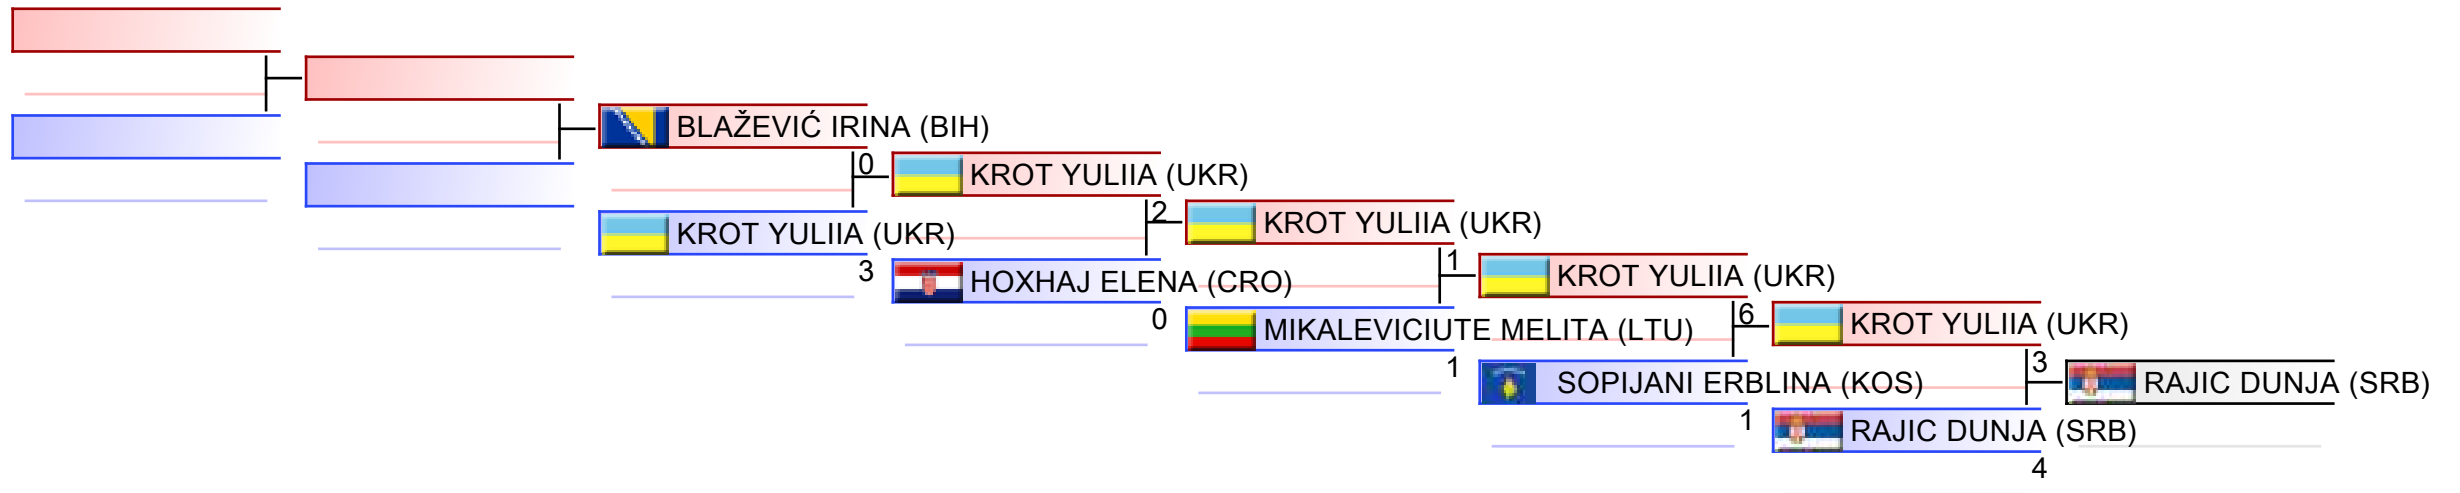 BLAŽEVIĆ IRINA (BIH)
0
KROT YULIIA (UKR)
3
KROT YULIIA (UKR)
2
HOXHAJ ELENA (CRO)
0
KROT YULIIA (UKR)
1
MIKALEVICIUTE MELITA (LTU)
1
KROT YULIIA (UKR)
6
SOPIJANI ERBLINA (KOS)
1
KROT YULIIA (UKR)
3
RAJIC DUNJA (SRB)
4
RAJIC DUNJA (SRB)